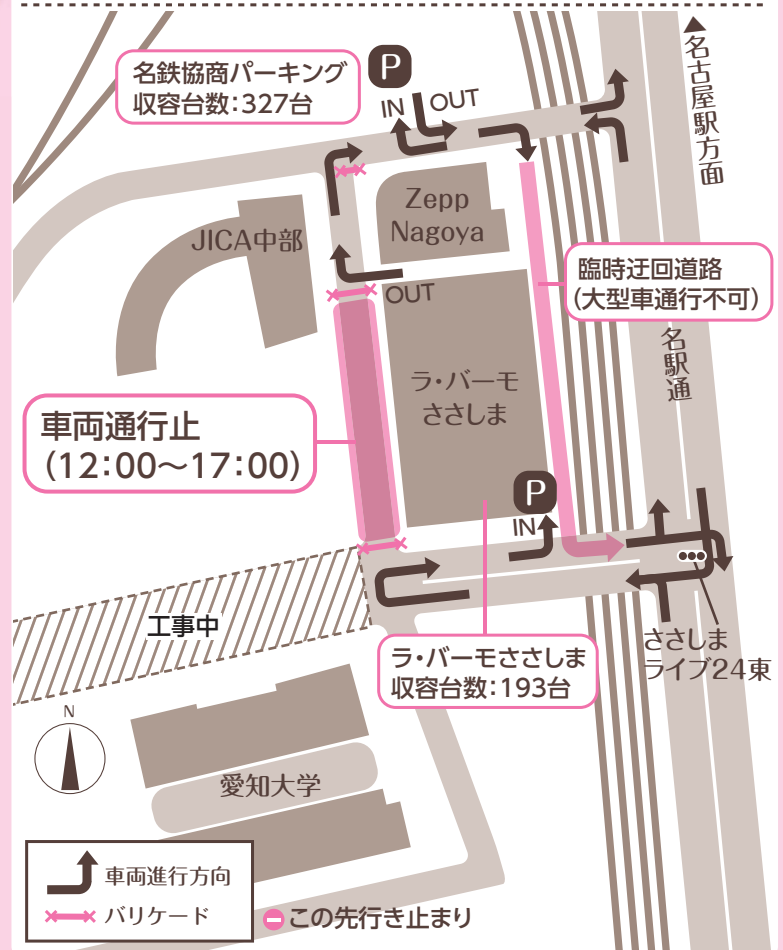 名鉄協商パーキング
収容台数:327台
P
IN
OUT
▲名古屋駅方面
Zepp
Nagoya
JICA中部
OUT
臨時迂回道路
(大型車通行不可)
名駅通
ラ・バーモ
ささしま
車両通行止
(12:00〜17:00)
P
IN
工事中
ラ・バーモささしま
収容台数:193台
ささしま
ライブ24東
N
愛知大学
車両進行方向
バリケード
この先行き止まり